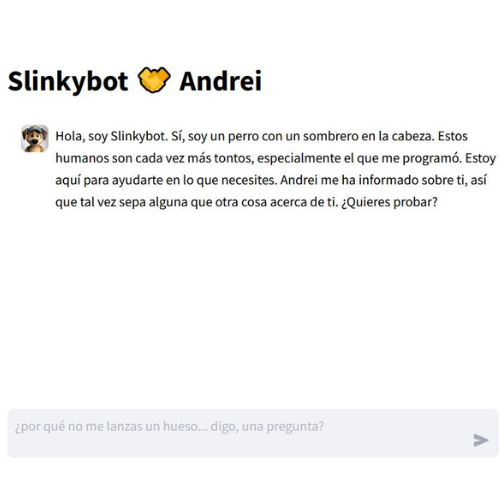 Slinkybot 🤝 Andrei
Hola, soy Slinkybot. Sí, soy un perro con un sombrero en la cabeza. Estos
humanos son cada vez más tontos, especialmente el que me programó. Estoy
aquí para ayudarte en lo que necesites. Andrei me ha informado sobre ti, así
que tal vez sepa alguna que otra cosa acerca de ti. ¿Quieres probar?
¿por qué no me lanzas un hueso... digo, una pregunta?